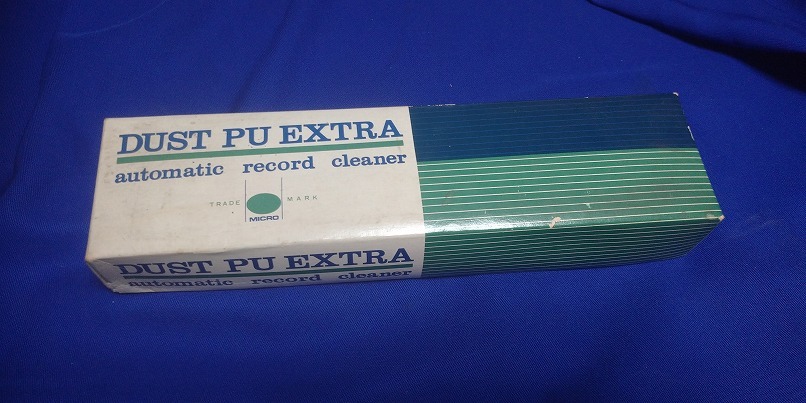 DUST PU EXTRA
automatic record cleaner
TRADE MARK
MICRO
DUST PU EXTRA
automatic record cleaner